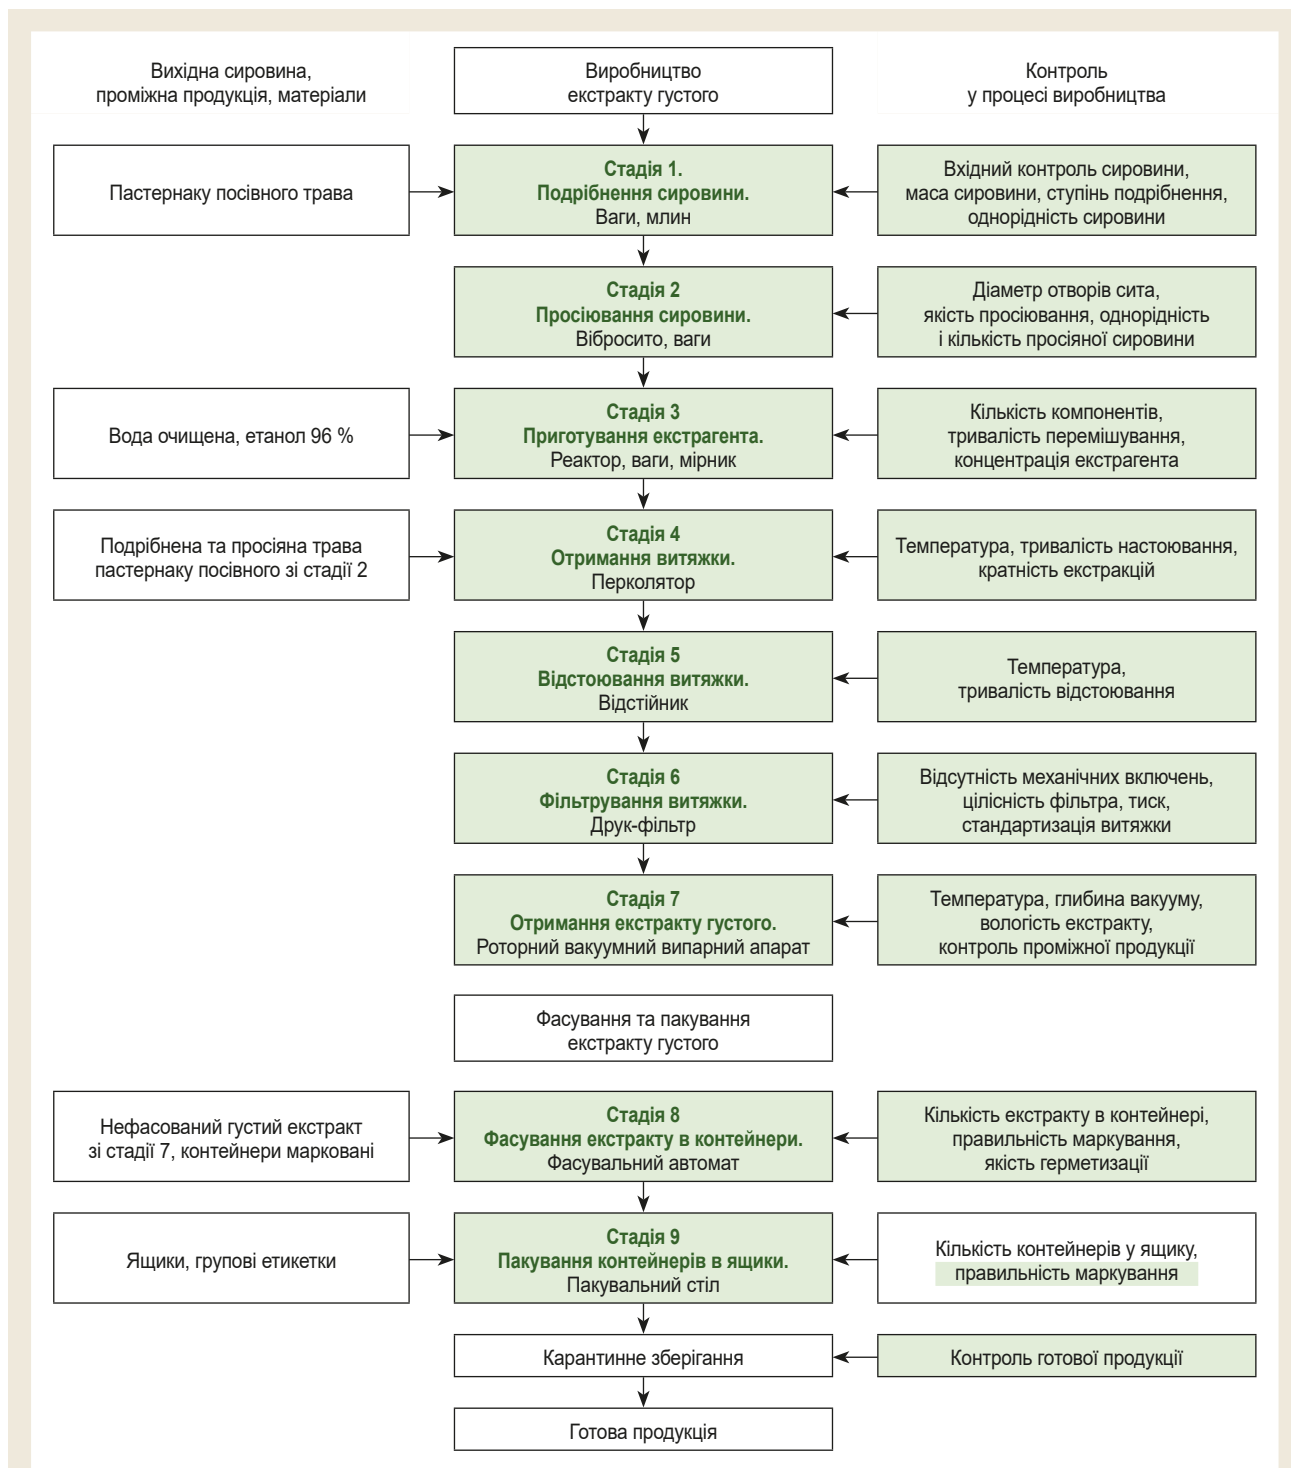 Вихідна сировина,
проміжна продукція, матеріали
Виробництво
екстракту густого
Контроль
у процесі виробництва
Пастернаку посівного трава
Стадія 1.
Подрібнення сировини.
Ваги, млин
Вхідний контроль сировини,
маса сировини, ступінь подрібнення,
однорідність сировини
Стадія 2
Просіювання сировини.
Вібросито, ваги
Діаметр отворів сита,
якість просіювання, однорідність
і кількість просіяної сировини
Вода очищена, етанол 96 %
Стадія 3
Приготування екстрагента.
Реактор, ваги, мірник
Кількість компонентів,
тривалість перемішування,
концентрація екстрагента
Подрібнена та просіяна трава
пастернаку посівного зі стадії 2
Стадія 4
Отримання витяжки.
Перколятор
Температура, тривалість настоювання,
кратність екстракцій
Стадія 5
Відстоювання витяжки.
Відстійник
Температура,
тривалість відстоювання
Стадія 6
Фільтрування витяжки.
Друк-фільтр
Відсутність механічних включень,
цілісність фільтра, тиск,
стандартизація витяжки
Стадія 7
Отримання екстракту густого.
Роторний вакуумний випарний апарат
Температура, глибина вакууму,
вологість екстракту,
контроль проміжної продукції
Фасування та пакування
екстракту густого
Нефасований густий екстракт
зі стадії 7, контейнери марковані
Стадія 8
Фасування екстракту в контейнери.
Фасувальний автомат
Кількість екстракту в контейнері,
правильність маркування,
якість герметизації
Ящики, групові етикетки
Стадія 9
Пакування контейнерів в ящики.
Пакувальний стіл
Кількість контейнерів у ящику,
правильність маркування
Карантинне зберігання
Контроль готової продукції
Готова продукція